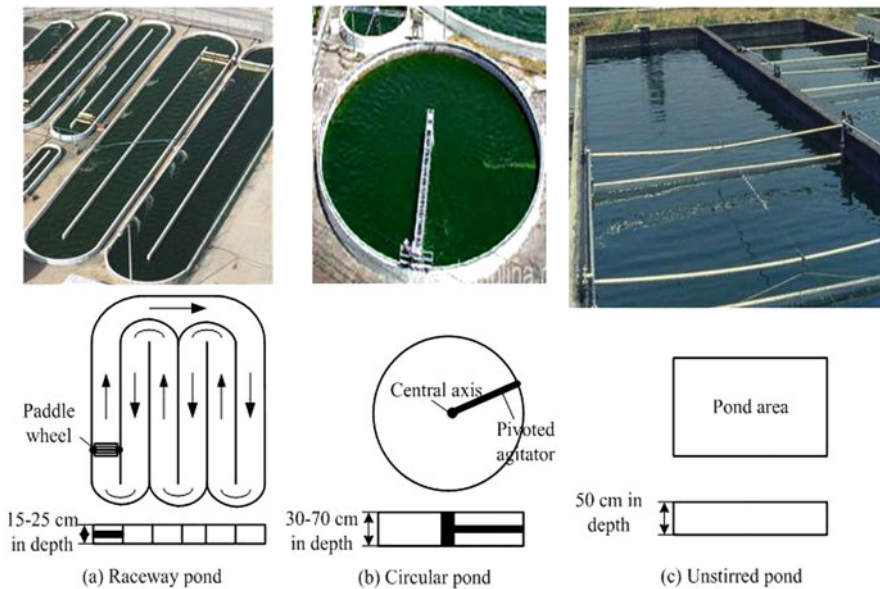 Paddle
wheel
15-25 cm
in depth
(a) Raceway pond
Central axis
Pivoted
agitator
30-70 cm
in depth
(b) Circular pond
Pond area
50 cm in
depth
(c) Unstirred pond